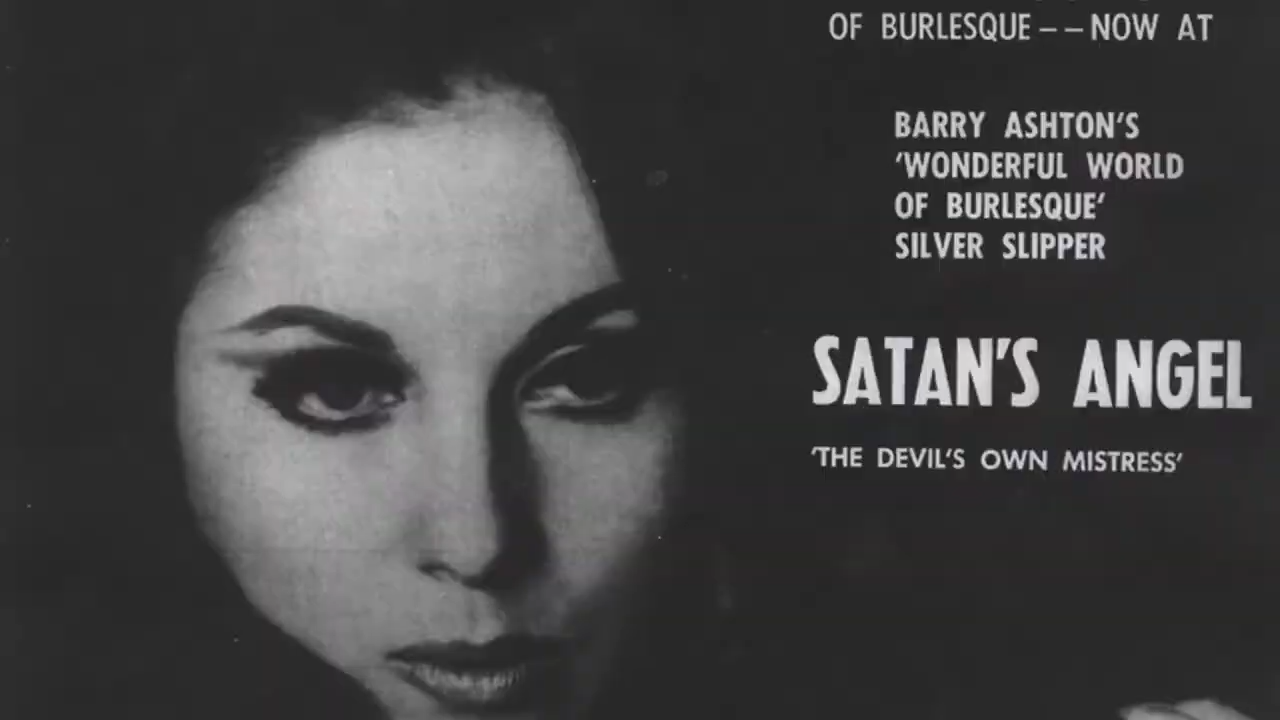 OF BURLESQUE -- NOW AT
BARRY ASHTON'S
'WONDERFUL WORLD
OF BURLESQUE'
SILVER SLIPPER
SATAN'S ANGEL
'THE DEVIL'S OWN MISTRESS'